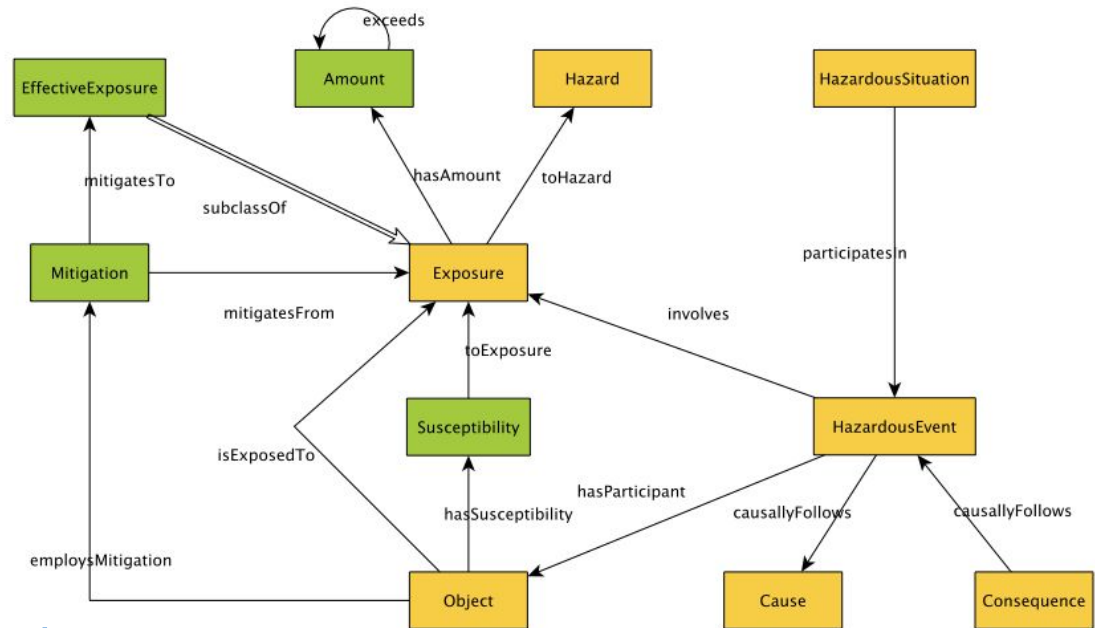 exceeds
EffectiveExposure
Amount
Hazard
HazardousSituation
mitigatesTo
hasAmount
toHazard
subclassOf
participatesIn
Mitigation
Exposure
mitigatesFrom
involves
toExposure
Susceptibility
HazardousEvent
isExposedTo
hasParticipant
hasSusceptibility
causallyFollows
causallyFollows
employsMitigation
Object
Cause
Consequence